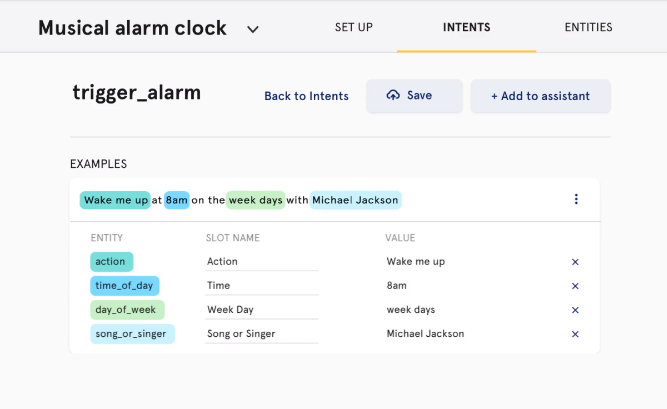 Musical alarm clock SET UP INTENTS ENTITIES
trigger_alarm Back to Intents Save + Add to assistant
EXAMPLES
Wake me up at 8am on the week days with Michael Jackson
ENTITY SLOT NAME VALUE
action Action Wake me up
time_of_day Time 8am
day_of_week Week Day week days
song_or_singer Song or Singer Michael Jackson